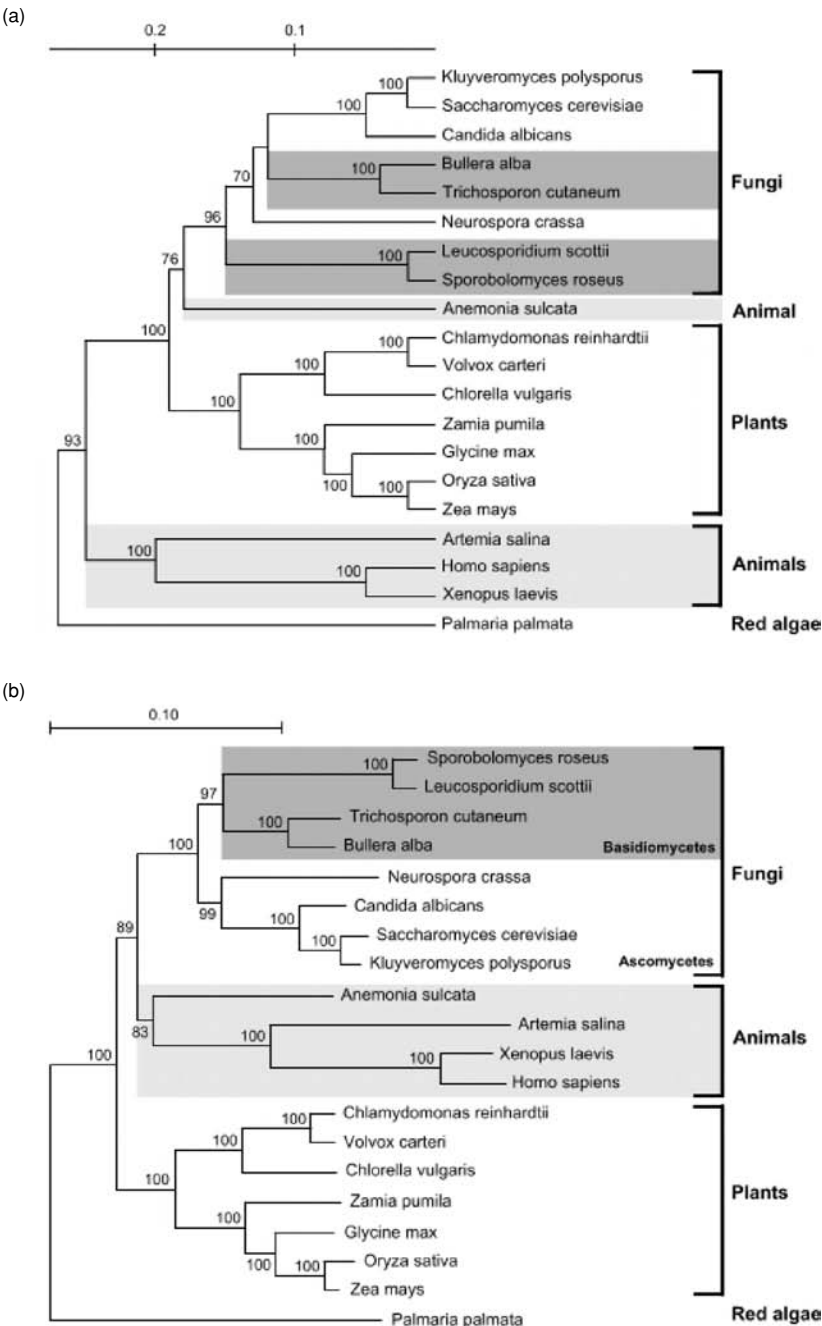 (a)
0.2 0.1
100 Kluyveromyces polysporus
100 Saccharomyces cerevisiae
Candida albicans
Bullera alba
100 Trichosporon cutaneum
70
Fungi
Neurospora crassa
96
100 Leucosporidium scottii
Sporobolomyces roseus
76
Anemonia sulcata Animal
100
100 Chlamydomonas reinhardtii
Volvox carteri
100
Chlorella vulgaris
100
Zamia pumila Plants
93 100
Glycine max
100 100 Oryza sativa
Zea mays
Artemia salina
100
100 Homo sapiens Animals
Xenopus laevis
Palmaria palmata Red algae
(b)
0.10
100 Sporobolomyces roseus
Leucosporidium scottii
97
100 Trichosporon cutaneum
Bullera alba Basidiomycetes
100
Neurospora crassa Fungi
99
Candida albicans
100
Saccharomyces cerevisiae
100 Kluyveromyces polysporus Ascomycetes
89
Anemonia sulcata
83
Artemia salina
100 Animals
Xenopus laevis
100
Homo sapiens
100
100 Chlamydomonas reinhardtii
Volvox carteri
100
Chlorella vulgaris
100 Plants
Zamia pumila
100
Glycine max
100 100 Oryza sativa
Zea mays
Palmaria palmata Red algae